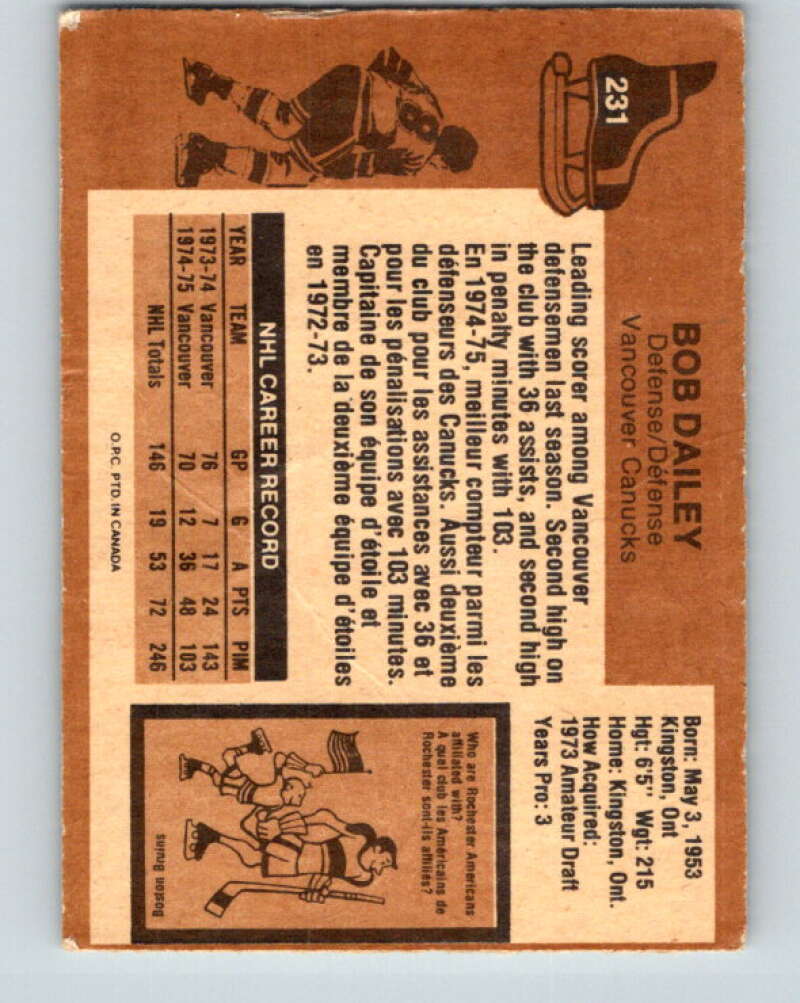 231
BOB DAILEY
Defense/Défense
Vancouver Canucks
Leading scorer among Vancouver
defensemen last season. Second high on
the club with 36 assists, and second high
in penalty minutes with 103.
En 1974-75, meilleur compteur parmi les
défenseurs des Canucks. Aussi deuxième
du club pour les assistances avec 36 et
pour les pénalisations avec 103 minutes.
Capitaine de son équipe d'étoile et
membre de la deuxième équipe d'étoiles
en 1972-73.
NHL CAREER RECORD
YEAR TEAM GP G A PTS PIM
1973-74 Vancouver 76 7 17 24 143
1974-75 Vancouver 70 12 36 48 103
NHL Totals 146 19 53 72 246
O.P.C. PTD. IN CANADA
Born: May 3, 1953
Kingston, Ont
Hgt: 6'5" Wgt: 215
Home: Kingston, Ont.
How Acquired:
1973 Amateur Draft
Years Pro: 3
Who are Rochester Americans
affiliated with?
A quel club les Americains de
Rochester sont-ils affiliés?
Boston Bruins
8